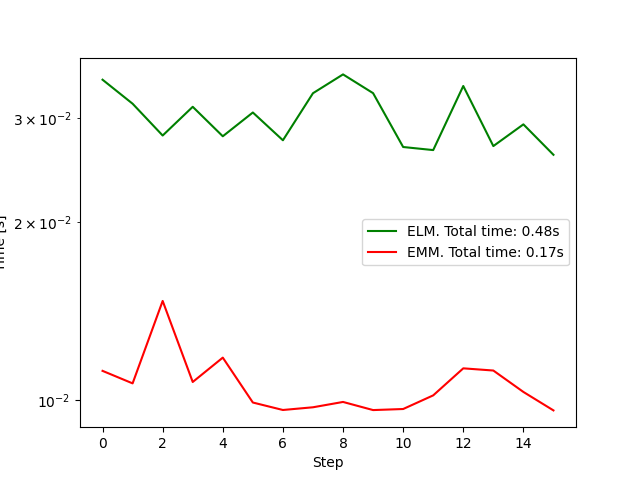 3 × 10⁻²
2 × 10⁻²
10⁻²
Time [s]
ELM. Total time: 0.48s
EMM. Total time: 0.17s
0 2 4 6 8 10 12 14
Step